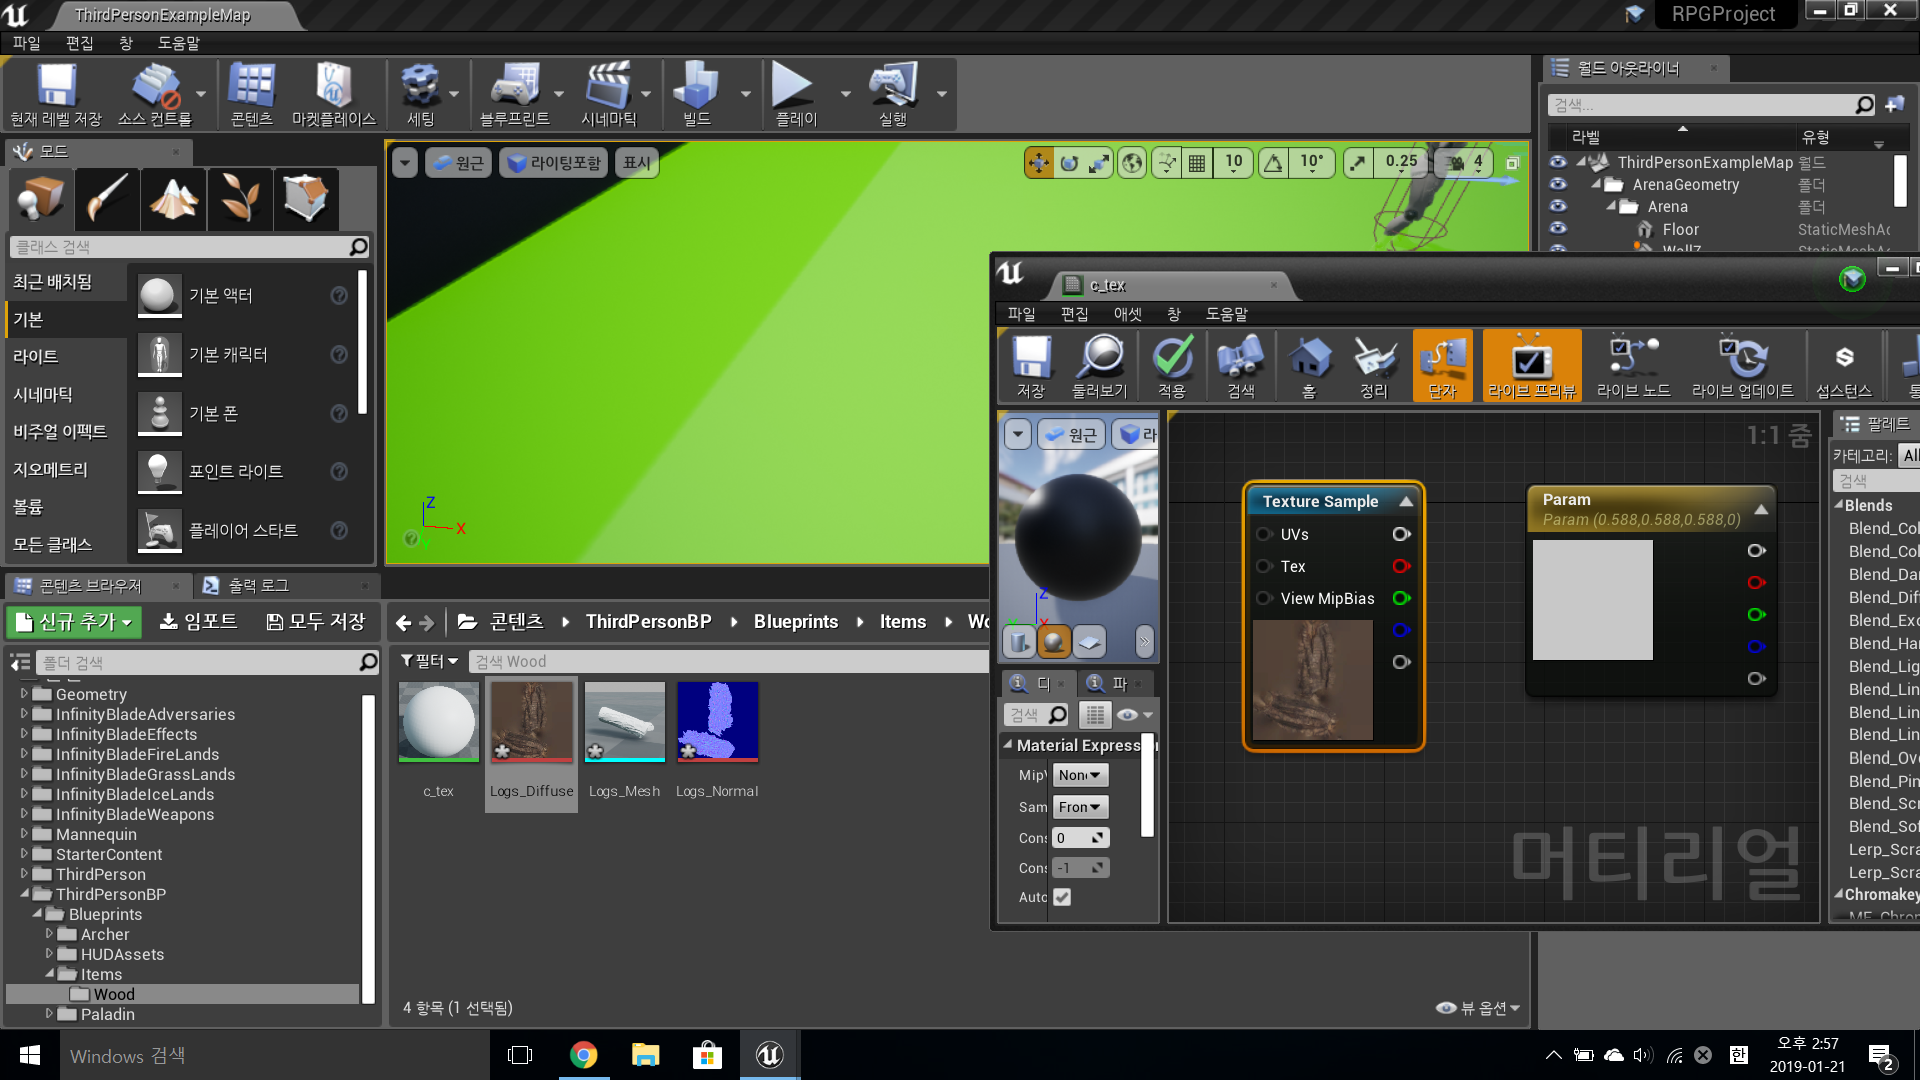 ThirdPersonExampleMap
RPGProject
파일 편집 창 도움말
현재 레벨 저장 소스 컨트롤 콘텐츠 마켓플레이스 세팅 블루프린트 시네마틱 빌드 플레이 실행
월드 아웃라이너
검색...
라벨 유형
ThirdPersonExampleMap 월드
ArenaGeometry 폴더
Arena 폴더
Floor StaticMeshAc
모드
클래스 검색
최근 배치됨
기본
라이트
시네마틱
비주얼 이펙트
지오메트리
볼륨
모든 클래스
기본 액터
기본 캐릭터
기본 폰
포인트 라이트
플레이어 스타트
원근 라이팅포함 표시
10 10° 0.25 4
Z
X
Y
콘텐츠 브라우저 출력 로그
신규 추가 임포트 모두 저장
콘텐츠 ThirdPersonBP Blueprints Items Wo
폴더 검색
필터 검색 Wood
Geometry
InfinityBladeAdversaries
InfinityBladeEffects
InfinityBladeFireLands
InfinityBladeGrassLands
InfinityBladeIceLands
InfinityBladeWeapons
Mannequin
StarterContent
ThirdPerson
ThirdPersonBP
Blueprints
Archer
HUDAssets
Items
Wood
Paladin
c_tex Logs_Diffuse Logs_Mesh Logs_Normal
4 항목 (1 선택됨)
뷰 옵션
c_tex
파일 편집 애셋 창 도움말
저장 둘러보기 적용 검색 홈 정리 단자 라이브 프리뷰 라이브 노드 라이브 업데이트 섭스턴스 통
원근 라
Z
X
디 파
검색
Material Express
MipV None
Sam From
Cons 0
Cons -1
Auto
1:1 줌
Texture Sample
UVs
Tex
View MipBias
Param
Param (0.588,0.588,0.588,0)
머티리얼
팔레트
카테고리: All
검색
Blends
Blend_Col
Blend_Col
Blend_Dar
Blend_Diff
Blend_Exc
Blend_Har
Blend_Lig
Blend_Lin
Blend_Lin
Blend_Lin
Blend_Ove
Blend_Pin
Blend_Scr
Blend_Sof
Lerp_Scra
Lerp_Scra
Chromakey
MF_Chrom
Windows 검색
한
오후 2:57
2019-01-21
2